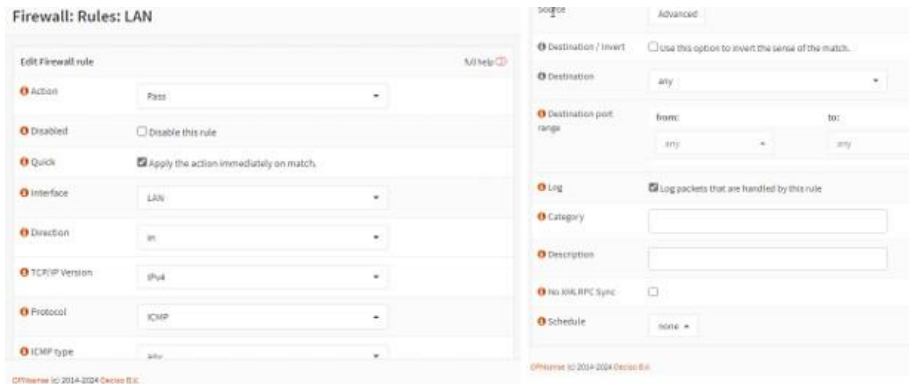 Firewall: Rules: LAN
Edit Firewall rule
full help
Action
Pass
Disabled
Disable this rule
Quick
Apply the action immediately on match.
Interface
LAN
Direction
in
TCP/IP Version
IPv4
Protocol
ICMP
ICMP type
any
OPNsense (c) 2014-2024 Deciso B.V.
Source
Advanced
Destination / Invert
Use this option to invert the sense of the match.
Destination
any
Destination port
range
from:
to:
any
any
Log
Log packets that are handled by this rule
Category
Description
No XMLRPC Sync
Schedule
none
OPNsense (c) 2014-2024 Deciso B.V.